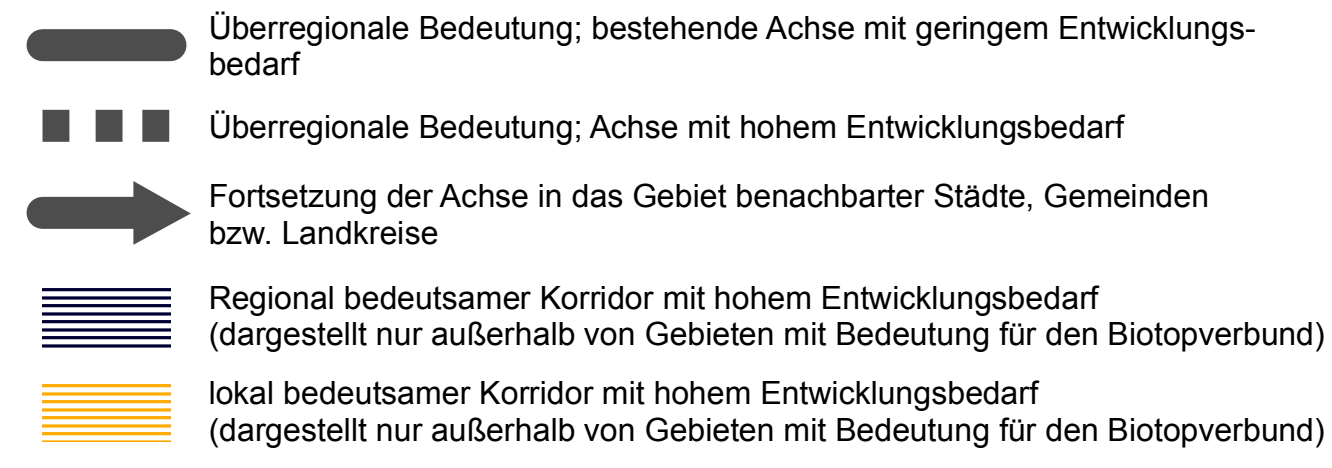 Überregionale Bedeutung; bestehende Achse mit geringem Entwicklungs-
bedarf
Überregionale Bedeutung; Achse mit hohem Entwicklungsbedarf
Fortsetzung der Achse in das Gebiet benachbarter Städte, Gemeinden
bzw. Landkreise
Regional bedeutsamer Korridor mit hohem Entwicklungsbedarf
(dargestellt nur außerhalb von Gebieten mit Bedeutung für den Biotopverbund)
lokal bedeutsamer Korridor mit hohem Entwicklungsbedarf
(dargestellt nur außerhalb von Gebieten mit Bedeutung für den Biotopverbund)